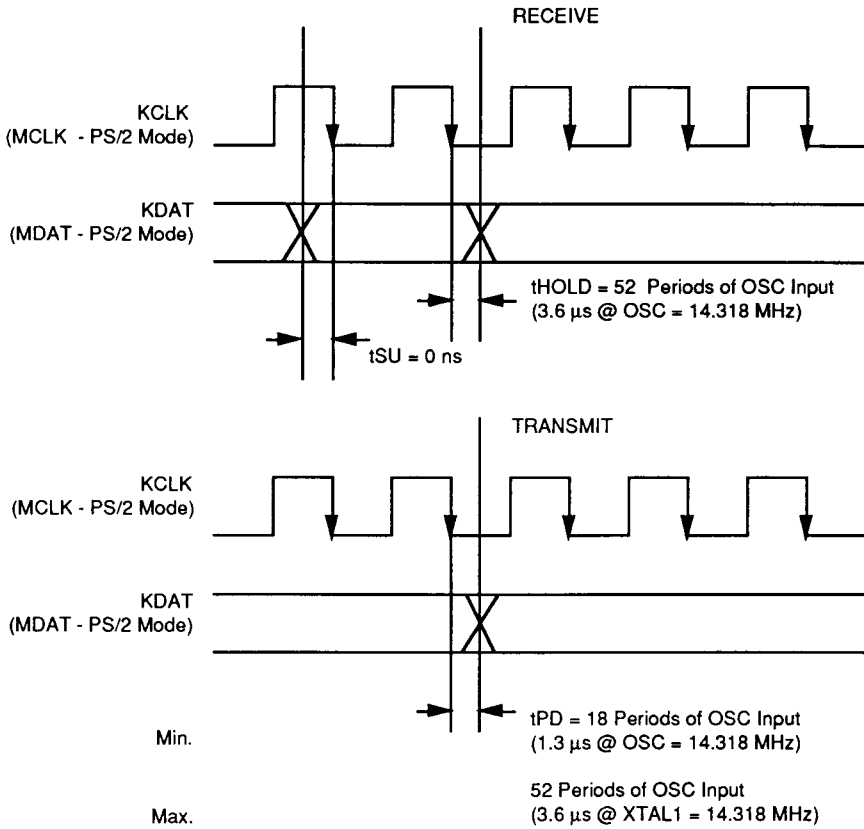 RECEIVE
KCLK
(MCLK - PS/2 Mode)
KDAT
(MDAT - PS/2 Mode)
tHOLD = 52 Periods of OSC Input
(3.6 µs @ OSC = 14.318 MHz)
tSU = 0 ns
TRANSMIT
KCLK
(MCLK - PS/2 Mode)
KDAT
(MDAT - PS/2 Mode)
Min.
tPD = 18 Periods of OSC Input
(1.3 µs @ OSC = 14.318 MHz)
Max.
52 Periods of OSC Input
(3.6 µs @ XTAL1 = 14.318 MHz)